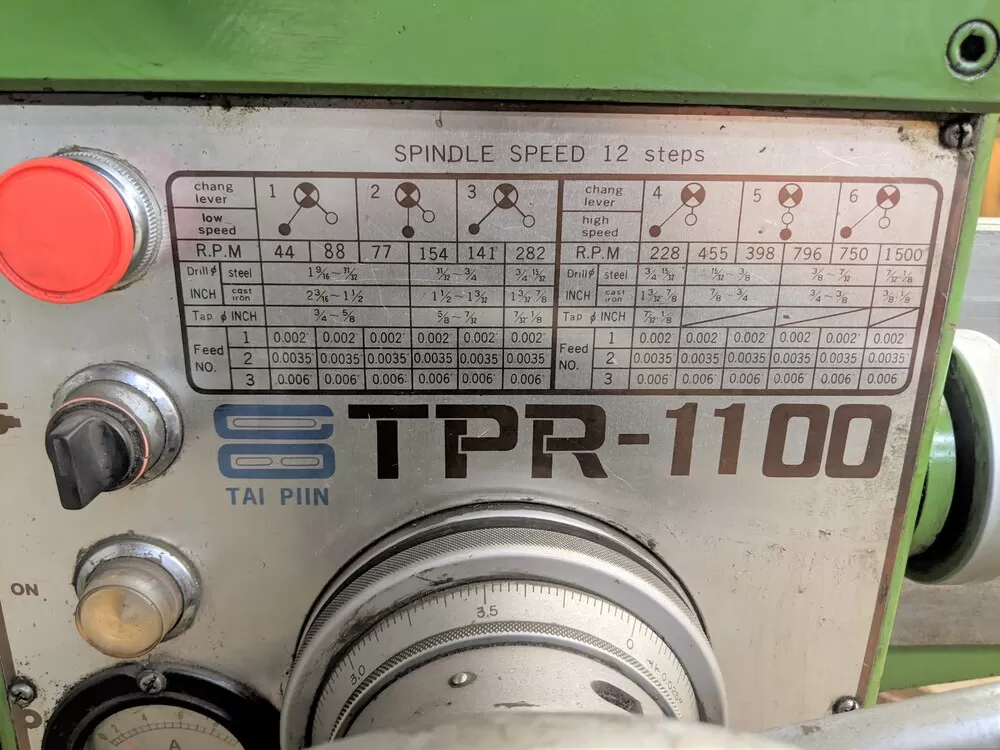 SPINDLE SPEED 12 steps
chang lever 1 2 3 chang lever 4 5 6
low speed high speed
R.P.M 44 88 77 154 141 282 R.P.M 228 455 398 796 750 1500
Drill φ steel 1 9/16~31/32 31/32~3/4 3/4 15/32 Drill φ steel 3/4 15/32 15/32~3/8 3/8~7/32 7/32 1/8
INCH cast iron 2 3/16~1 1/2 1 1/2~1 3/32 1 3/32 7/8 INCH cast iron 1 3/32 7/8 7/8~3/4 3/4~3/8 3/8 1/8
Tap φ INCH 3/4~5/8 5/8~7/32 7/32 1/8 Tap φ INCH 7/32 1/8
Feed NO. 1 0.002 0.002 0.002 0.002 0.002 0.002 Feed NO. 1 0.002 0.002 0.002 0.002 0.002 0.002
2 0.0035 0.0035 0.0035 0.0035 0.0035 0.0035 2 0.0035 0.0035 0.0035 0.0035 0.0035 0.0035
3 0.006 0.006 0.006 0.006 0.006 0.006 3 0.006 0.006 0.006 0.006 0.006 0.006
TPR-1100
TAI PIIN
ON
3.0 3.5 0
2 4 6
A